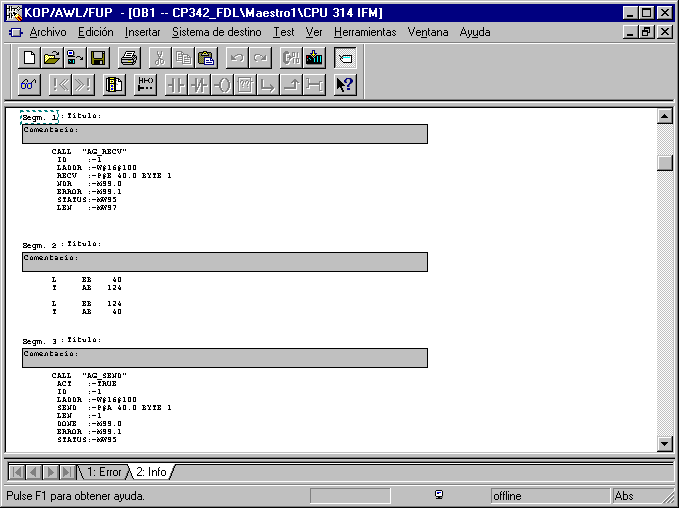 KOP/AWL/FUP - [OB1 -- CP342_FDL\Maestro1\CPU 314 IFM]
Archivo Edición Insertar Sistema de destino Test Ver Herramientas Ventana Ayuda
Segm. 1 : Título:
Comentario:
CALL "AG_RECV"
ID :=1
LADDR :=W#16#100
RECV :=P#E 40.0 BYTE 1
NDR :=M99.0
ERROR :=M99.1
STATUS:=MW95
LEN :=MW97
Segm. 2 : Título:
Comentario:
L EB 40
T AB 124
L EB 124
T AB 40
Segm. 3 : Título:
Comentario:
CALL "AG_SEND"
ACT :=TRUE
ID :=1
LADDR :=W#16#100
SEND :=P#A 40.0 BYTE 1
LEN :=1
DONE :=M99.0
ERROR :=M99.1
STATUS:=MW95
1: Error 2: Info
Pulse F1 para obtener ayuda. offline Abs